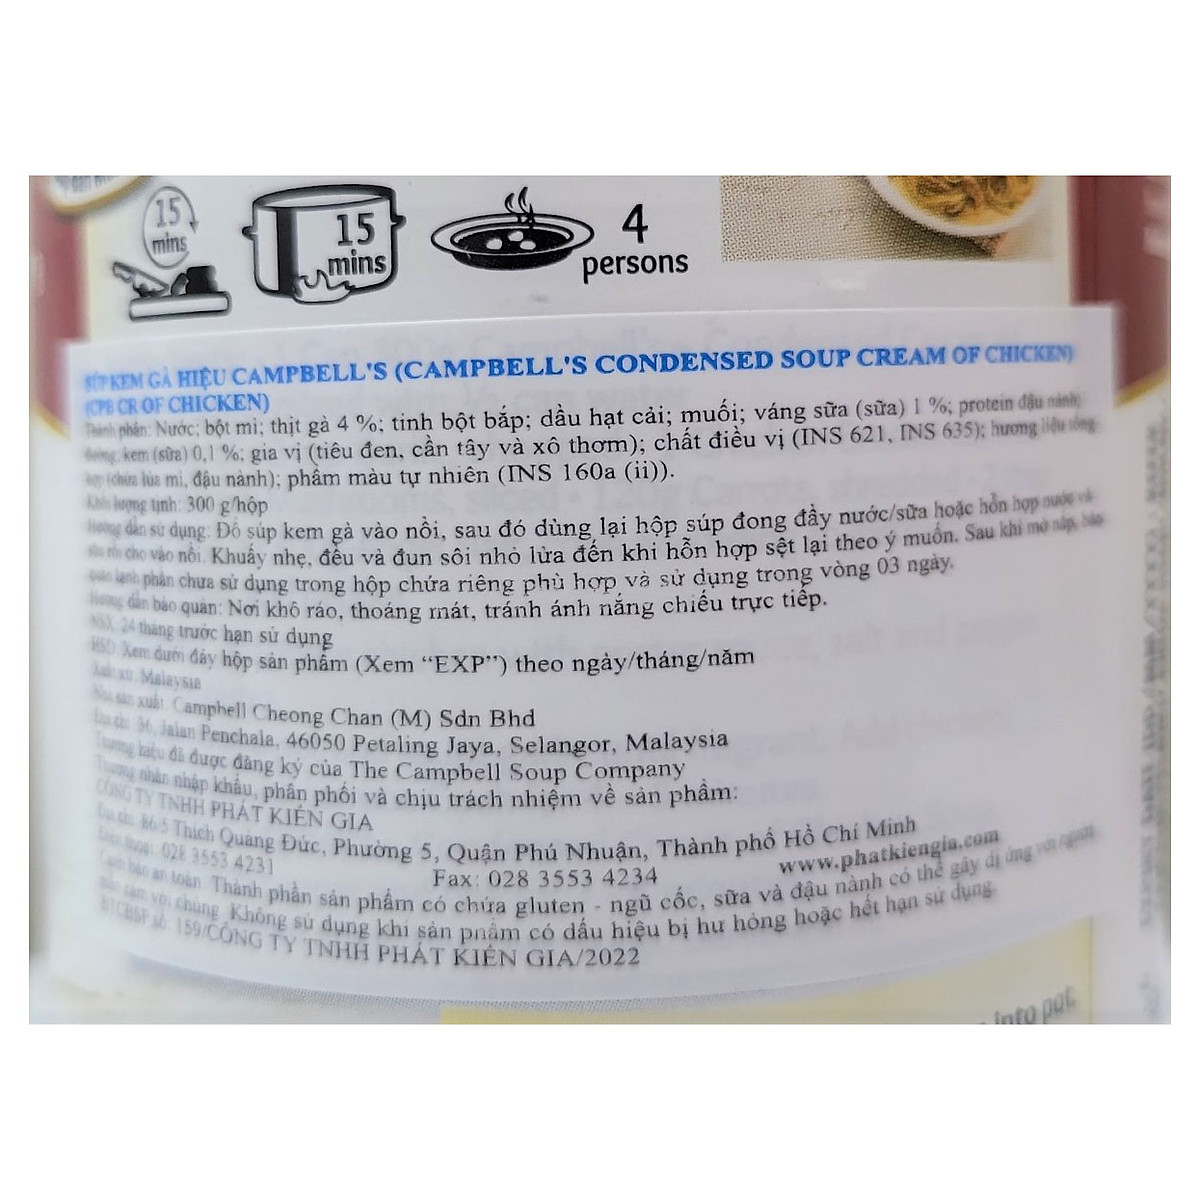 15
mins
15
mins
4
persons
SÚP KEM GÀ HIỆU CAMPBELL'S (CAMPBELL'S CONDENSED SOUP CREAM OF CHICKEN)
(CPB CR OF CHICKEN)
Thành phần: Nước; bột mì; thịt gà 4 %; tinh bột bắp; dầu hạt cải; muối; váng sữa (sữa) 1 %; protein đậu nành;
đường; kem (sữa) 0,1 %; gia vị (tiêu đen, cần tây và xô thơm); chất điều vị (INS 621, INS 635); hương liệu tổng
hợp (chứa lúa mì, đậu nành); phẩm màu tự nhiên (INS 160a (ii)).
Khối lượng tịnh: 300 g/hộp
Hướng dẫn sử dụng: Đổ súp kem gà vào nồi, sau đó dùng lại hộp súp đong đầy nước/sữa hoặc hỗn hợp nước và
sữa rồi cho vào nồi. Khuấy nhẹ, đều và đun sôi nhỏ lửa đến khi hỗn hợp sệt lại theo ý muốn. Sau khi mở nắp, bảo
quản lạnh phần chưa sử dụng trong hộp chứa riêng phù hợp và sử dụng trong vòng 03 ngày.
Hướng dẫn bảo quản: Nơi khô ráo, thoáng mát, tránh ánh nắng chiếu trực tiếp.
NSX: 24 tháng trước hạn sử dụng
HSD: Xem dưới đáy hộp sản phẩm (Xem “EXP”) theo ngày/tháng/năm
Xuất xứ: Malaysia
Nhà sản xuất: Campbell Cheong Chan (M) Sdn Bhd
Địa chỉ: 36, Jalan Penchala, 46050 Petaling Jaya, Selangor, Malaysia
Thương hiệu đã được đăng ký của The Campbell Soup Company
Thương nhân nhập khẩu, phân phối và chịu trách nhiệm về sản phẩm:
CÔNG TY TNHH PHÁT KIẾN GIA
Địa chỉ: 86/5 Thích Quảng Đức, Phường 5, Quận Phú Nhuận, Thành phố Hồ Chí Minh
Điện thoại: 028 3553 4231 Fax: 028 3553 4234 www.phatkiengia.com
Cảnh báo an toàn: Thành phần sản phẩm có chứa gluten - ngũ cốc, sữa và đậu nành có thể gây dị ứng với người
mẫn cảm với chúng. Không sử dụng khi sản phẩm có dấu hiệu bị hư hỏng hoặc hết hạn sử dụng.
BTCBSP số: 159/CÔNG TY TNHH PHÁT KIẾN GIA/2022
into pot.